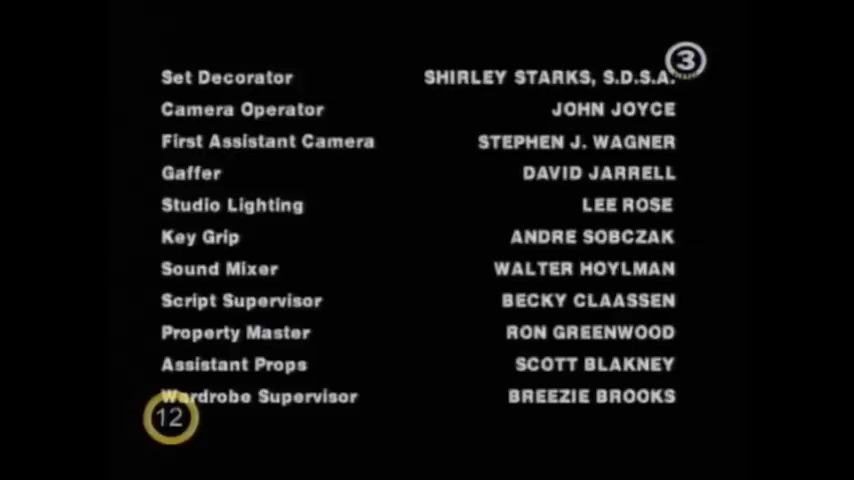 3
Set Decorator SHIRLEY STARKS, S.D.S.A.
Camera Operator JOHN JOYCE
First Assistant Camera STEPHEN J. WAGNER
Gaffer DAVID JARRELL
Studio Lighting LEE ROSE
Key Grip ANDRE SOBCZAK
Sound Mixer WALTER HOYLMAN
Script Supervisor BECKY CLAASSEN
Property Master RON GREENWOOD
Assistant Props SCOTT BLAKNEY
Wardrobe Supervisor BREEZIE BROOKS
12